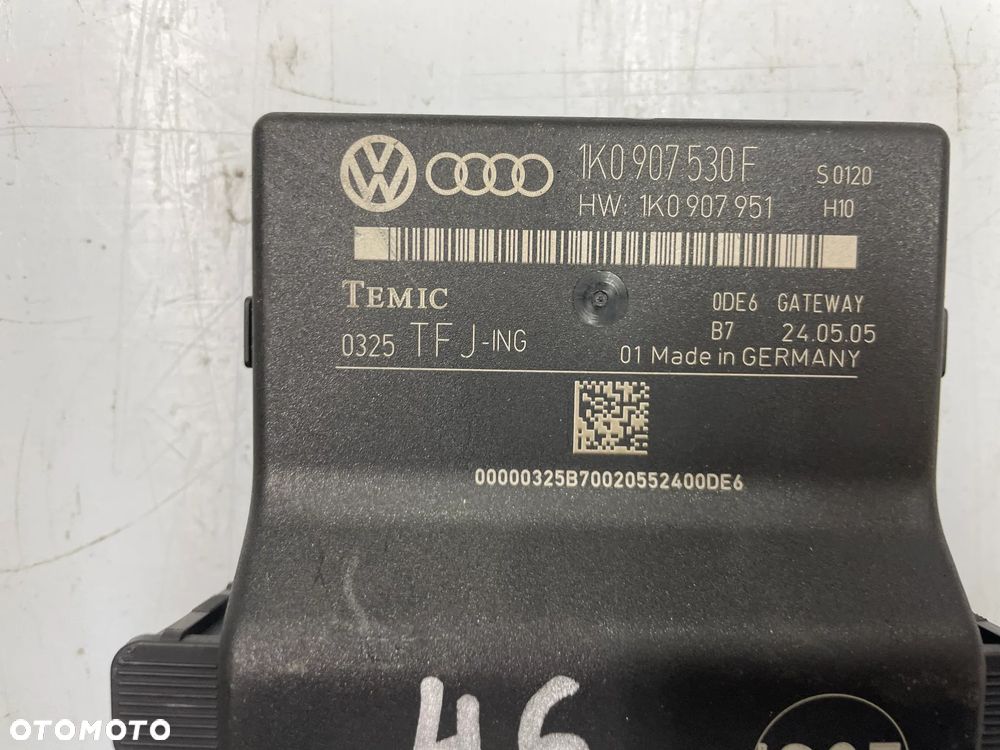 1K0 907 530 F
S 0120
HW: 1K0 907 951
H10
TEMIC
0DE6 GATEWAY
B7 24.05.05
0325 TF J-ING
01 Made in GERMANY
00000325B70020552400DE6
46
OTOMOTO